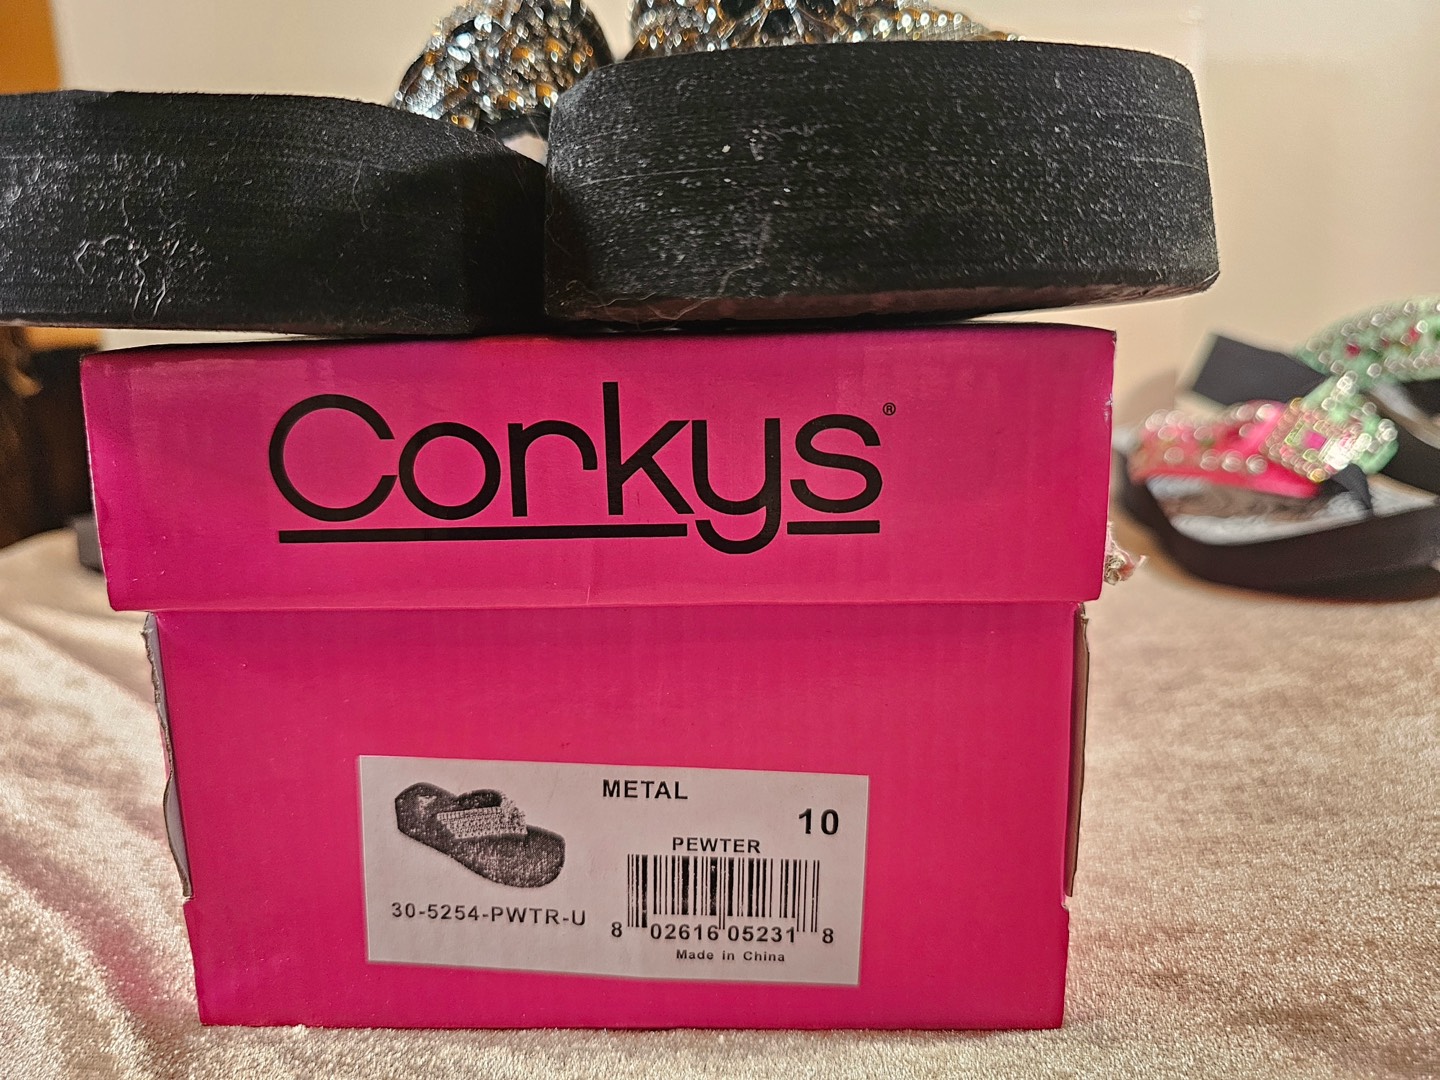 Corkys®
METAL
10
PEWTER
30-5254-PWTR-U
8 02616 05231 8
Made in China